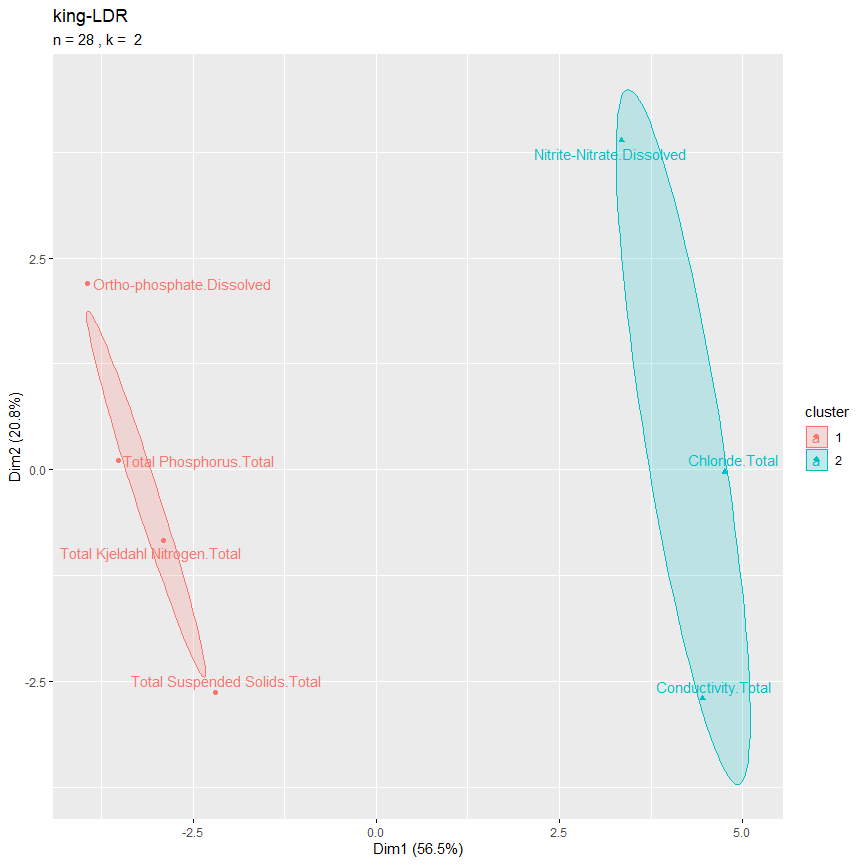 king-LDR
n = 28 , k =  2
Nitrite-Nitrate.Dissolved
2.5
Ortho-phosphate.Dissolved
Dim2 (20.8%)
Total Phosphorus.Total
0.0
Chloride.Total
cluster
a 1
a 2
Total Kjeldahl Nitrogen.Total
Total Suspended Solids.Total
-2.5
Conductivity.Total
-2.5
0.0
2.5
5.0
Dim1 (56.5%)